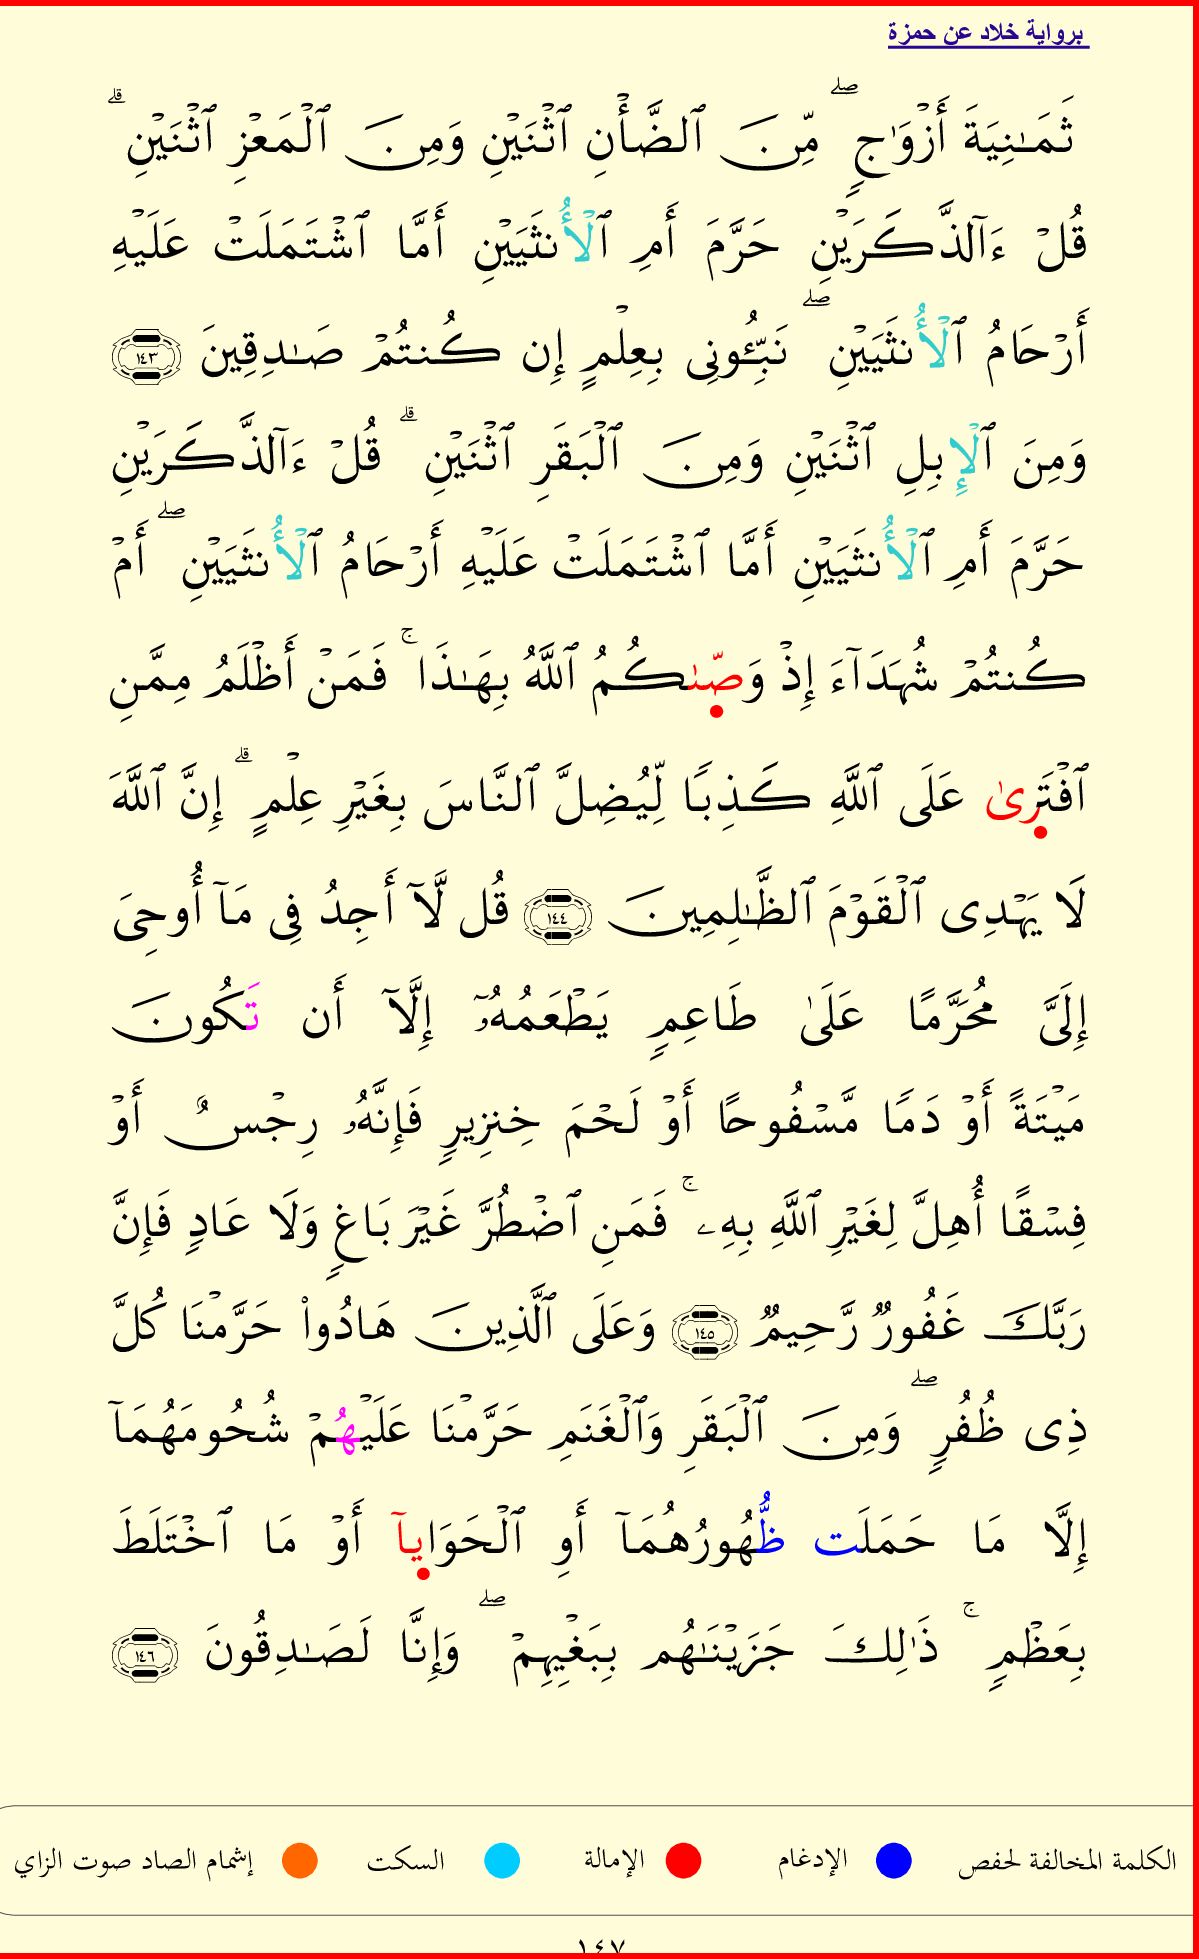 برواية خلاد عن حمزة
ثَمَـٰنِيَةَ أَزْوَٰجٍ ۖ مِّنَ ٱلضَّأْنِ ٱثْنَيْنِ وَمِنَ ٱلْمَعْزِ ٱثْنَيْنِ ۗ
قُلْ ءَآلذَّكَرَيْنِ حَرَّمَ أَمِ ٱلْأُنثَيَيْنِ أَمَّا ٱشْتَمَلَتْ عَلَيْهِ
أَرْحَامُ ٱلْأُنثَيَيْنِ ۖ نَبِّـُٔونِى بِعِلْمٍ إِن كُنتُمْ صَـٰدِقِينَ ١٤٣
وَمِنَ ٱلْإِبِلِ ٱثْنَيْنِ وَمِنَ ٱلْبَقَرِ ٱثْنَيْنِ ۗ قُلْ ءَآلذَّكَرَيْنِ
حَرَّمَ أَمِ ٱلْأُنثَيَيْنِ أَمَّا ٱشْتَمَلَتْ عَلَيْهِ أَرْحَامُ ٱلْأُنثَيَيْنِ ۖ أَمْ
كُنتُمْ شُهَدَآءَ إِذْ وَصّىٰكُمُ ٱللَّهُ بِهَـٰذَا ۚ فَمَنْ أَظْلَمُ مِمَّنِ
ٱفْتَرىٰ عَلَى ٱللَّهِ كَذِبًا لِّيُضِلَّ ٱلنَّاسَ بِغَيْرِ عِلْمٍ ۗ إِنَّ ٱللَّهَ
لَا يَهْدِى ٱلْقَوْمَ ٱلظَّـٰلِمِينَ ١٤٤ قُل لَّآ أَجِدُ فِى مَآ أُوحِىَ
إِلَىَّ مُحَرَّمًا عَلَىٰ طَاعِمٍ يَطْعَمُهُۥٓ إِلَّآ أَن تَكُونَ
مَيْتَةً أَوْ دَمًا مَّسْفُوحًا أَوْ لَحْمَ خِنزِيرٍ فَإِنَّهُۥ رِجْسٌ أَوْ
فِسْقًا أُهِلَّ لِغَيْرِ ٱللَّهِ بِهِۦ ۚ فَمَنِ ٱضْطُرَّ غَيْرَ بَاغٍ وَلَا عَادٍ فَإِنَّ
رَبَّكَ غَفُورٌ رَّحِيمٌ ١٤٥ وَعَلَى ٱلَّذِينَ هَادُوا۟ حَرَّمْنَا كُلَّ
ذِى ظُفُرٍ ۖ وَمِنَ ٱلْبَقَرِ وَٱلْغَنَمِ حَرَّمْنَا عَلَيْهُمْ شُحُومَهُمَآ
إِلَّا مَا حَمَلَت ظُّهُورُهُمَآ أَوِ ٱلْحَوَايآ أَوْ مَا ٱخْتَلَطَ
بِعَظْمٍ ۚ ذَٰلِكَ جَزَيْنَـٰهُم بِبَغْيِهِمْ ۖ وَإِنَّا لَصَـٰدِقُونَ ١٤٦
الكلمة المخالفة لحفص الإدغام الإمالة السكت إشمام الصاد صوت الزاي
١٤٧